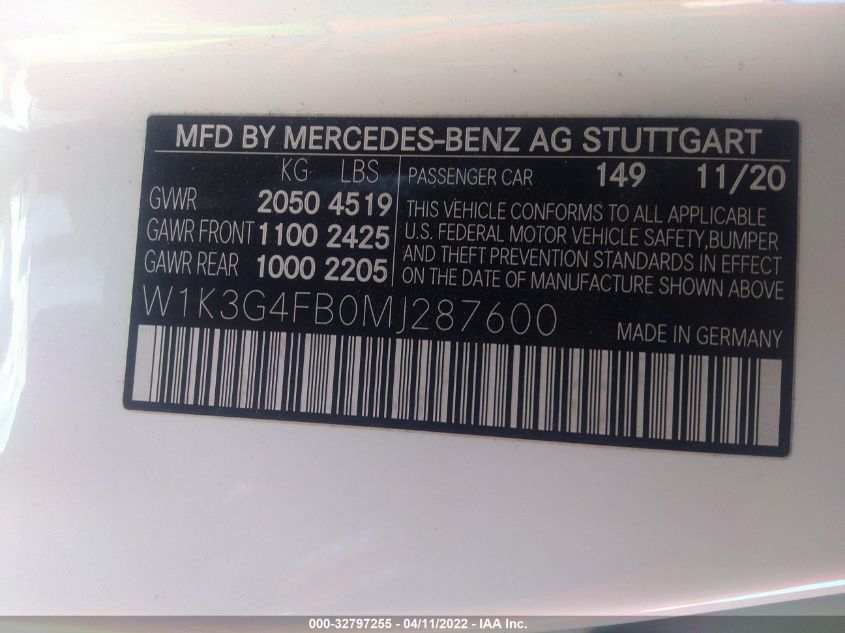 MFD BY MERCEDES-BENZ AG STUTTGART
KG LBS
GVWR 2050 4519
GAWR FRONT 1100 2425
GAWR REAR 1000 2205
PASSENGER CAR 149 11/20
THIS VEHICLE CONFORMS TO ALL APPLICABLE
U.S. FEDERAL MOTOR VEHICLE SAFETY,BUMPER
AND THEFT PREVENTION STANDARDS IN EFFECT
ON THE DATE OF MANUFACTURE SHOWN ABOVE
W1K3G4FB0MJ287600
MADE IN GERMANY
000-32797255 - 04/11/2022 - IAA Inc.